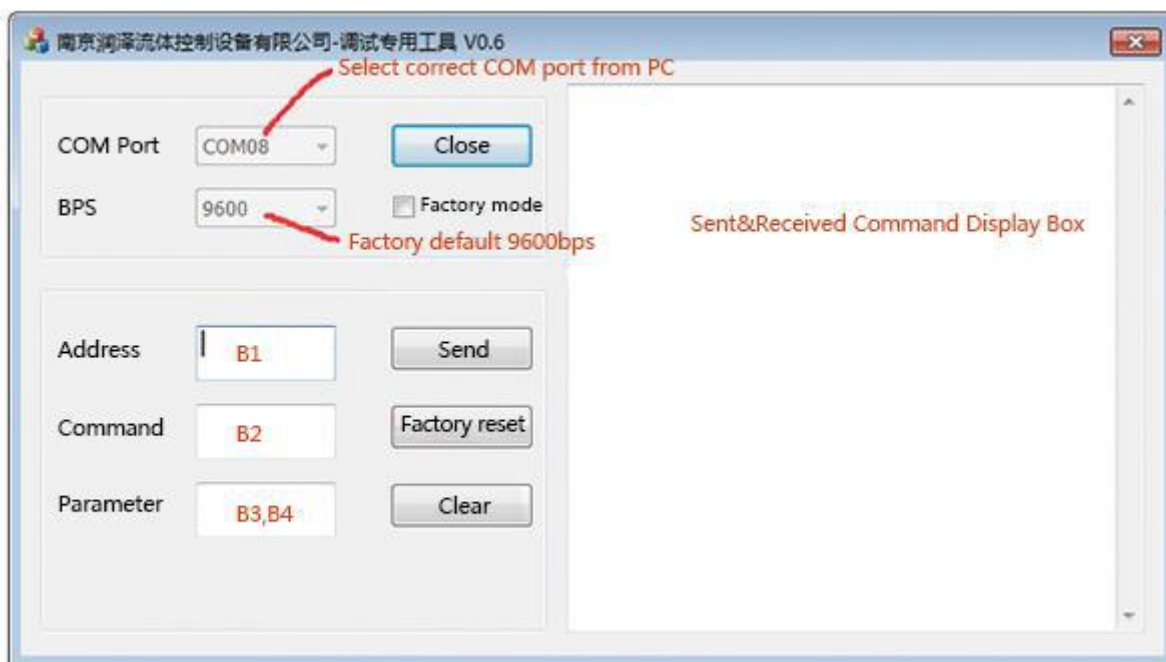 南京润泽流体控制设备有限公司-调试专用工具 V0.6
Select correct COM port from PC
COM Port
COM08
Close
BPS
9600
Factory mode
Factory default 9600bps
Sent&Received Command Display Box
Address
B1
Send
Command
B2
Factory reset
Parameter
B3,B4
Clear